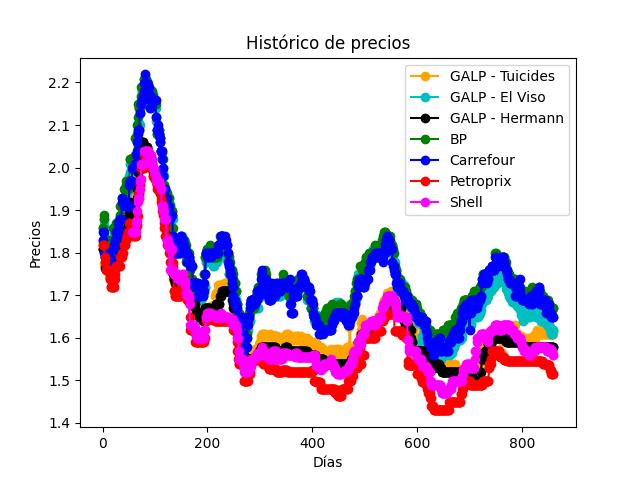 Histórico de precios
GALP - Tuicides
GALP - El Viso
GALP - Hermann
BP
Carrefour
Petroprix
Shell
Precios
2.2
2.1
2.0
1.9
1.8
1.7
1.6
1.5
1.4
0 200 400 600 800
Días